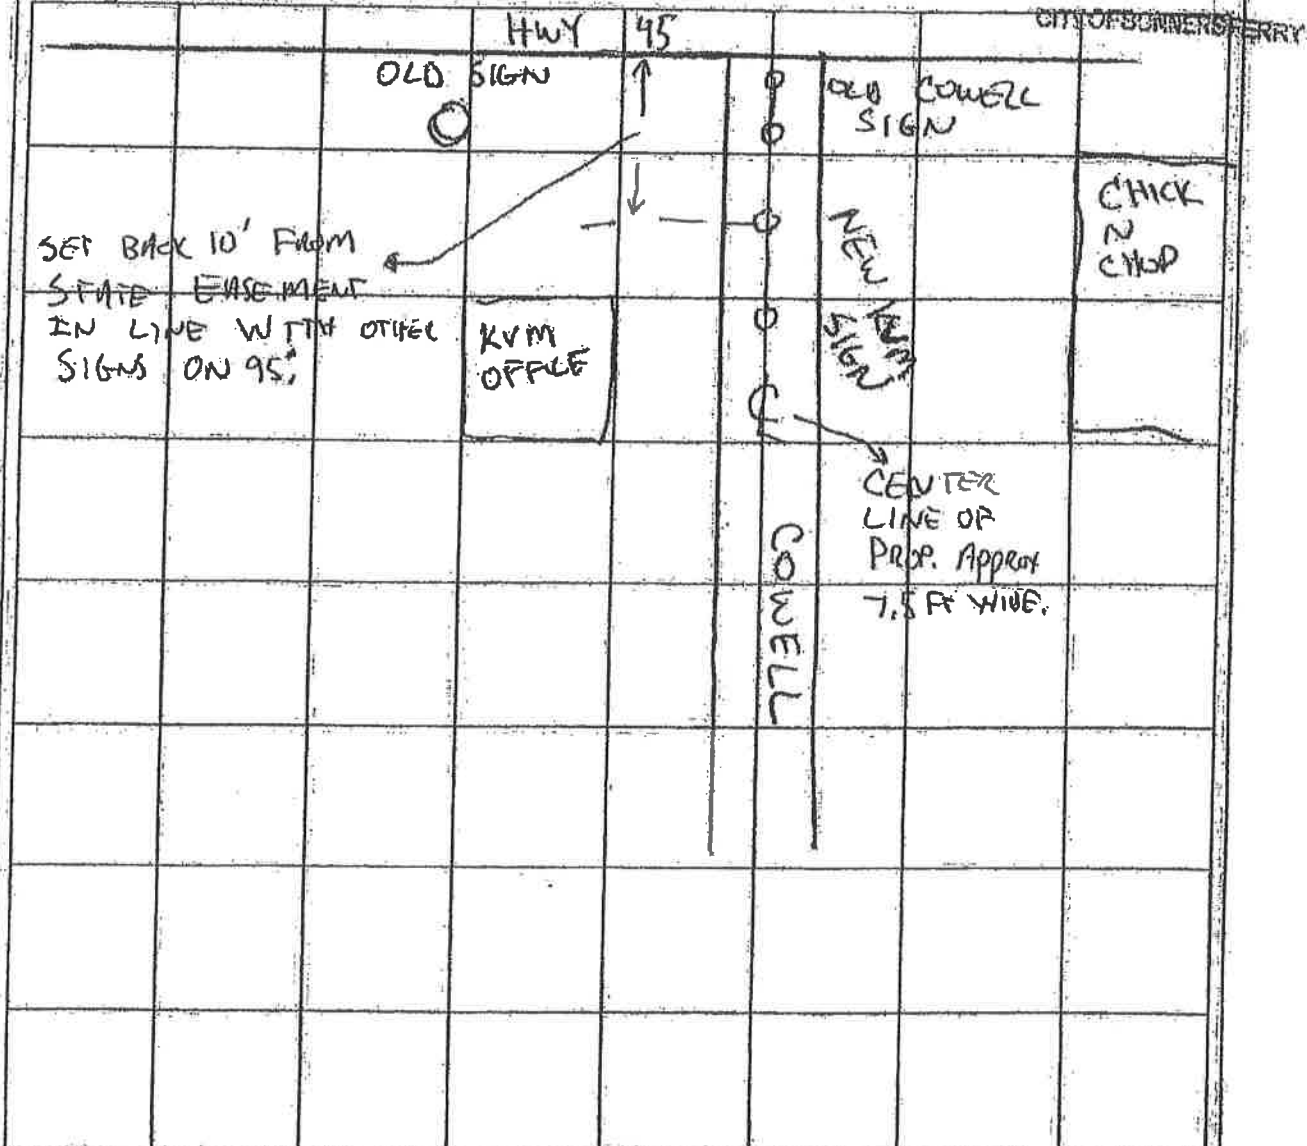 CITY OF BONNERS FERRY
HWY 95
OLD SIGN
OLD COWELL
SIGN
CHICK
N
CHOP
SET BACK 10' FROM
STATE EASEMENT
IN LINE WITH OTHER
SIGNS ON 95.
KVM
OFFICE
NEW KVM
SIGN
CL
CENTER
LINE OF
PROP. APPROX
7.5 FT WIDE.
COWELL